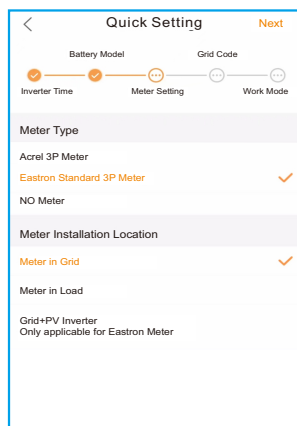 Quick Setting
Next
Battery Model
Grid Code
Inverter Time
Meter Setting
Work Mode
Meter Type
Acrel 3P Meter
Eastron Standard 3P Meter
NO Meter
Meter Installation Location
Meter in Grid
Meter in Load
Grid+PV Inverter
Only applicable for Eastron Meter